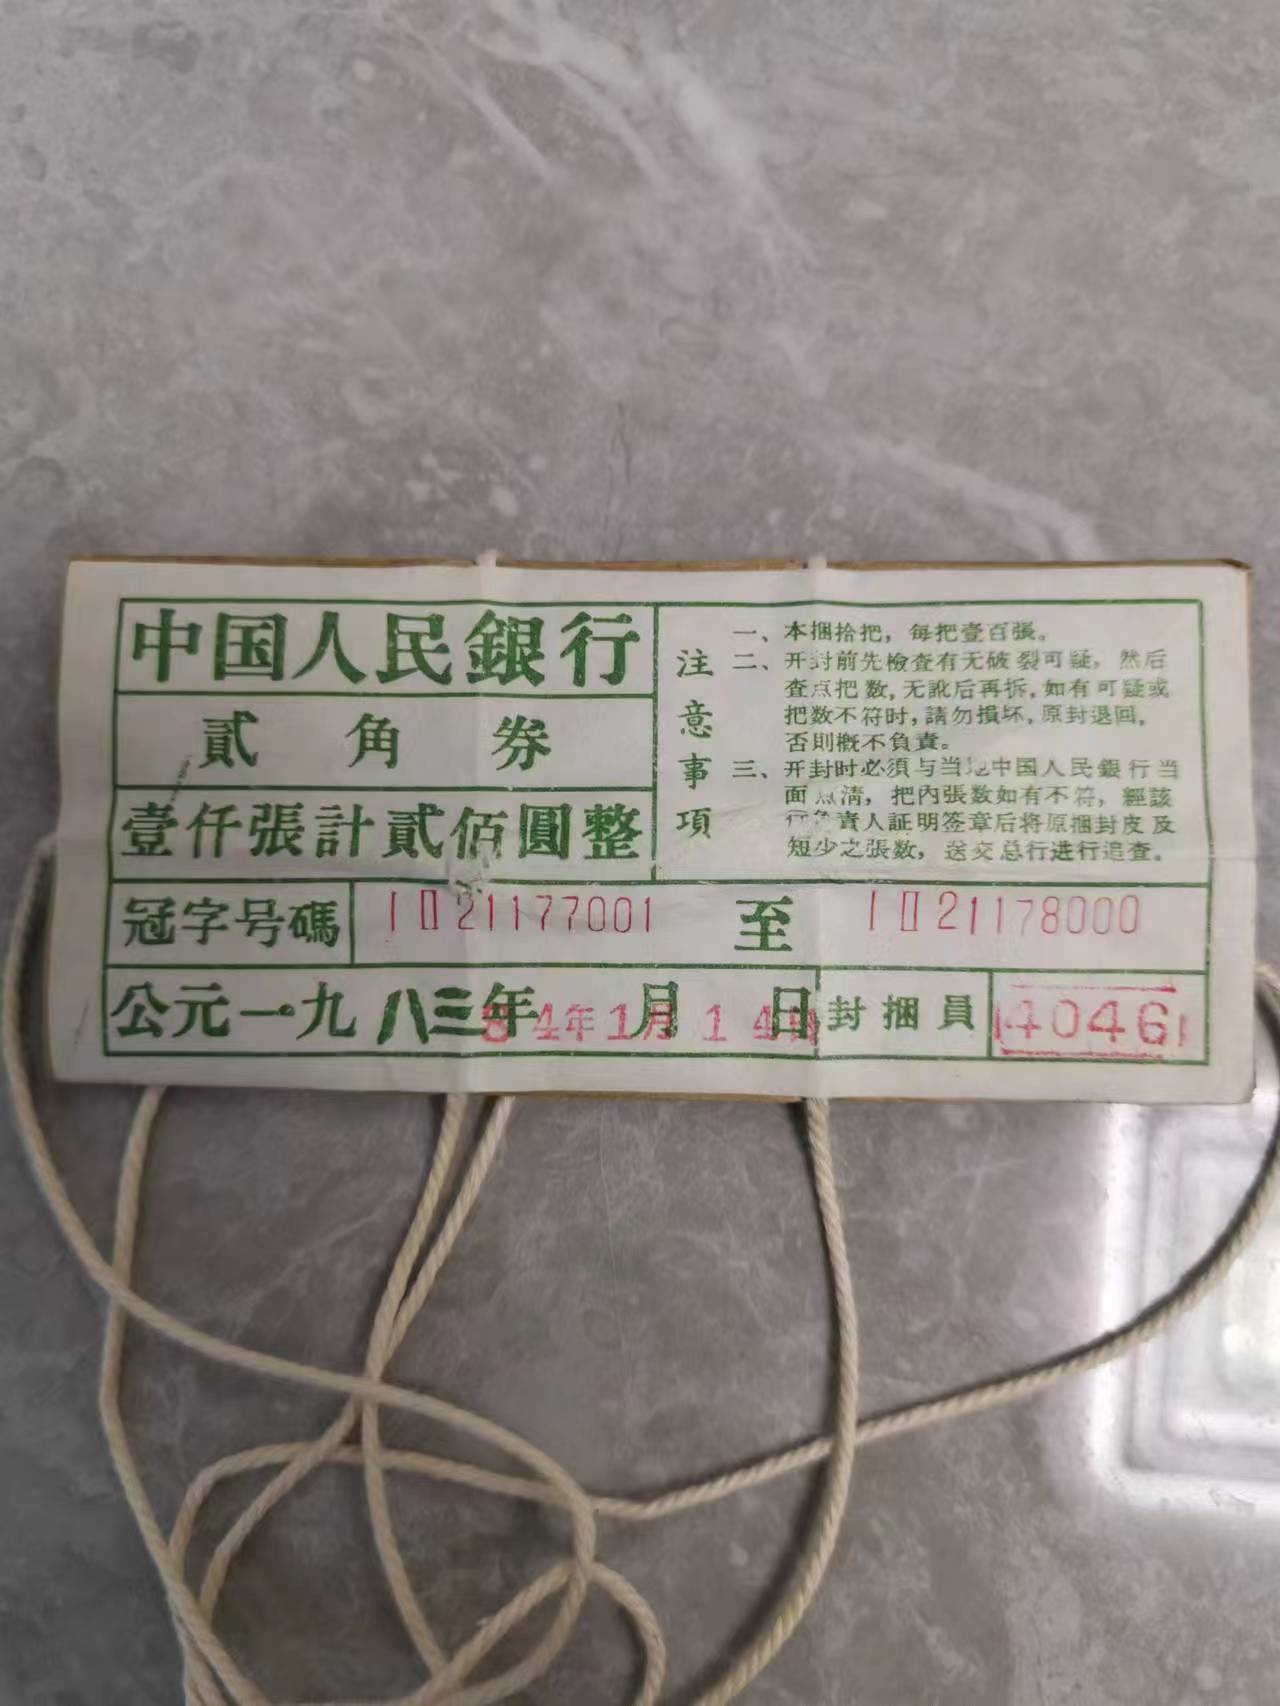 中国人民銀行
貳角券
壹仟張計貳佰圓整
注意事項
一、本捆拾把，每把壹百張。
二、开封前先檢查有无破裂可疑，然后
查点把数，无訛后再拆，如有可疑或
把数不符时，請勿損坏，原封退回，
否則概不負責。
三、开封时必須与当地中国人民銀行当
面点清，把內張数如有不符，經該
行負責人証明签章后将原捆封皮及
短少之張数，送交总行进行追查。
冠字号碼 I II 21177001 至 I II 21178000
公元一九八三年 月 日 封捆員 4046
84年1月14日